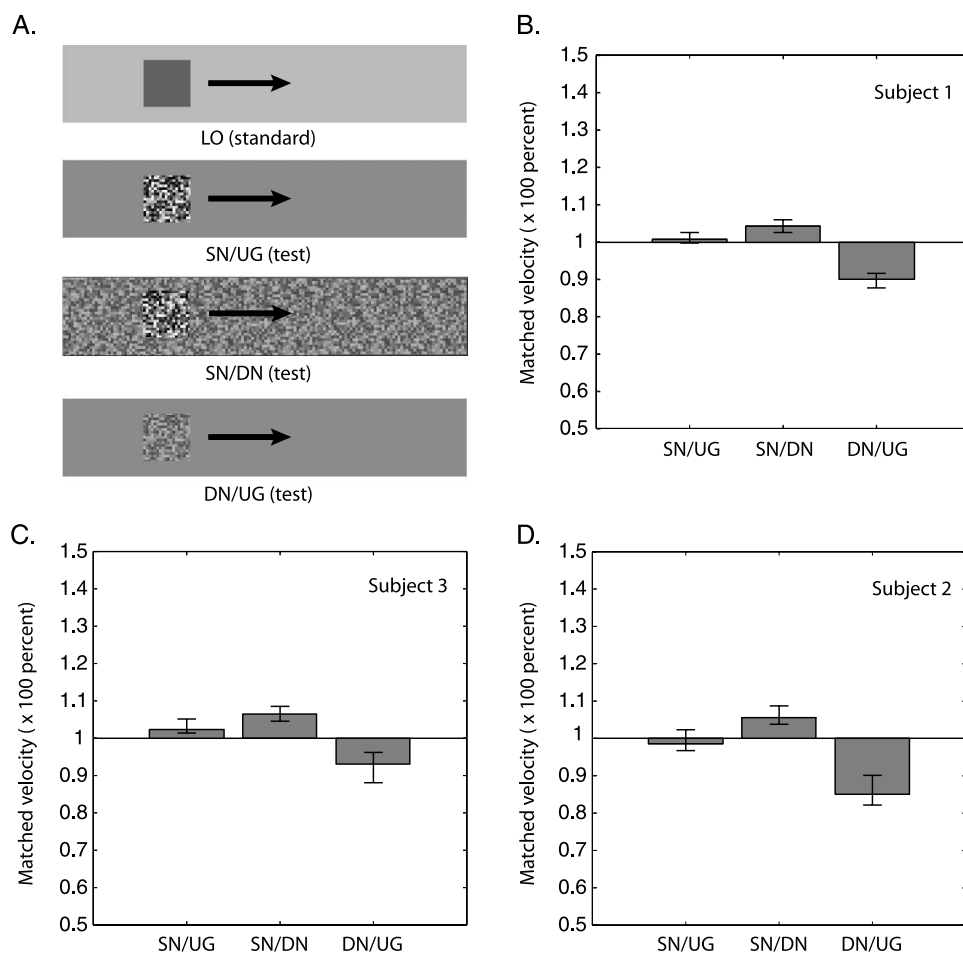 A.
LO (standard)
SN/UG (test)
SN/DN (test)
DN/UG (test)
B.
Subject 1
Matched velocity ( x 100 percent)
1.5
1.4
1.3
1.2
1.1
1
0.9
0.8
0.7
0.6
0.5
SN/UG SN/DN DN/UG
C.
Subject 3
Matched velocity ( x 100 percent)
1.5
1.4
1.3
1.2
1.1
1
0.9
0.8
0.7
0.6
0.5
SN/UG SN/DN DN/UG
D.
Subject 2
Matched velocity ( x 100 percent)
1.5
1.4
1.3
1.2
1.1
1
0.9
0.8
0.7
0.6
0.5
SN/UG SN/DN DN/UG